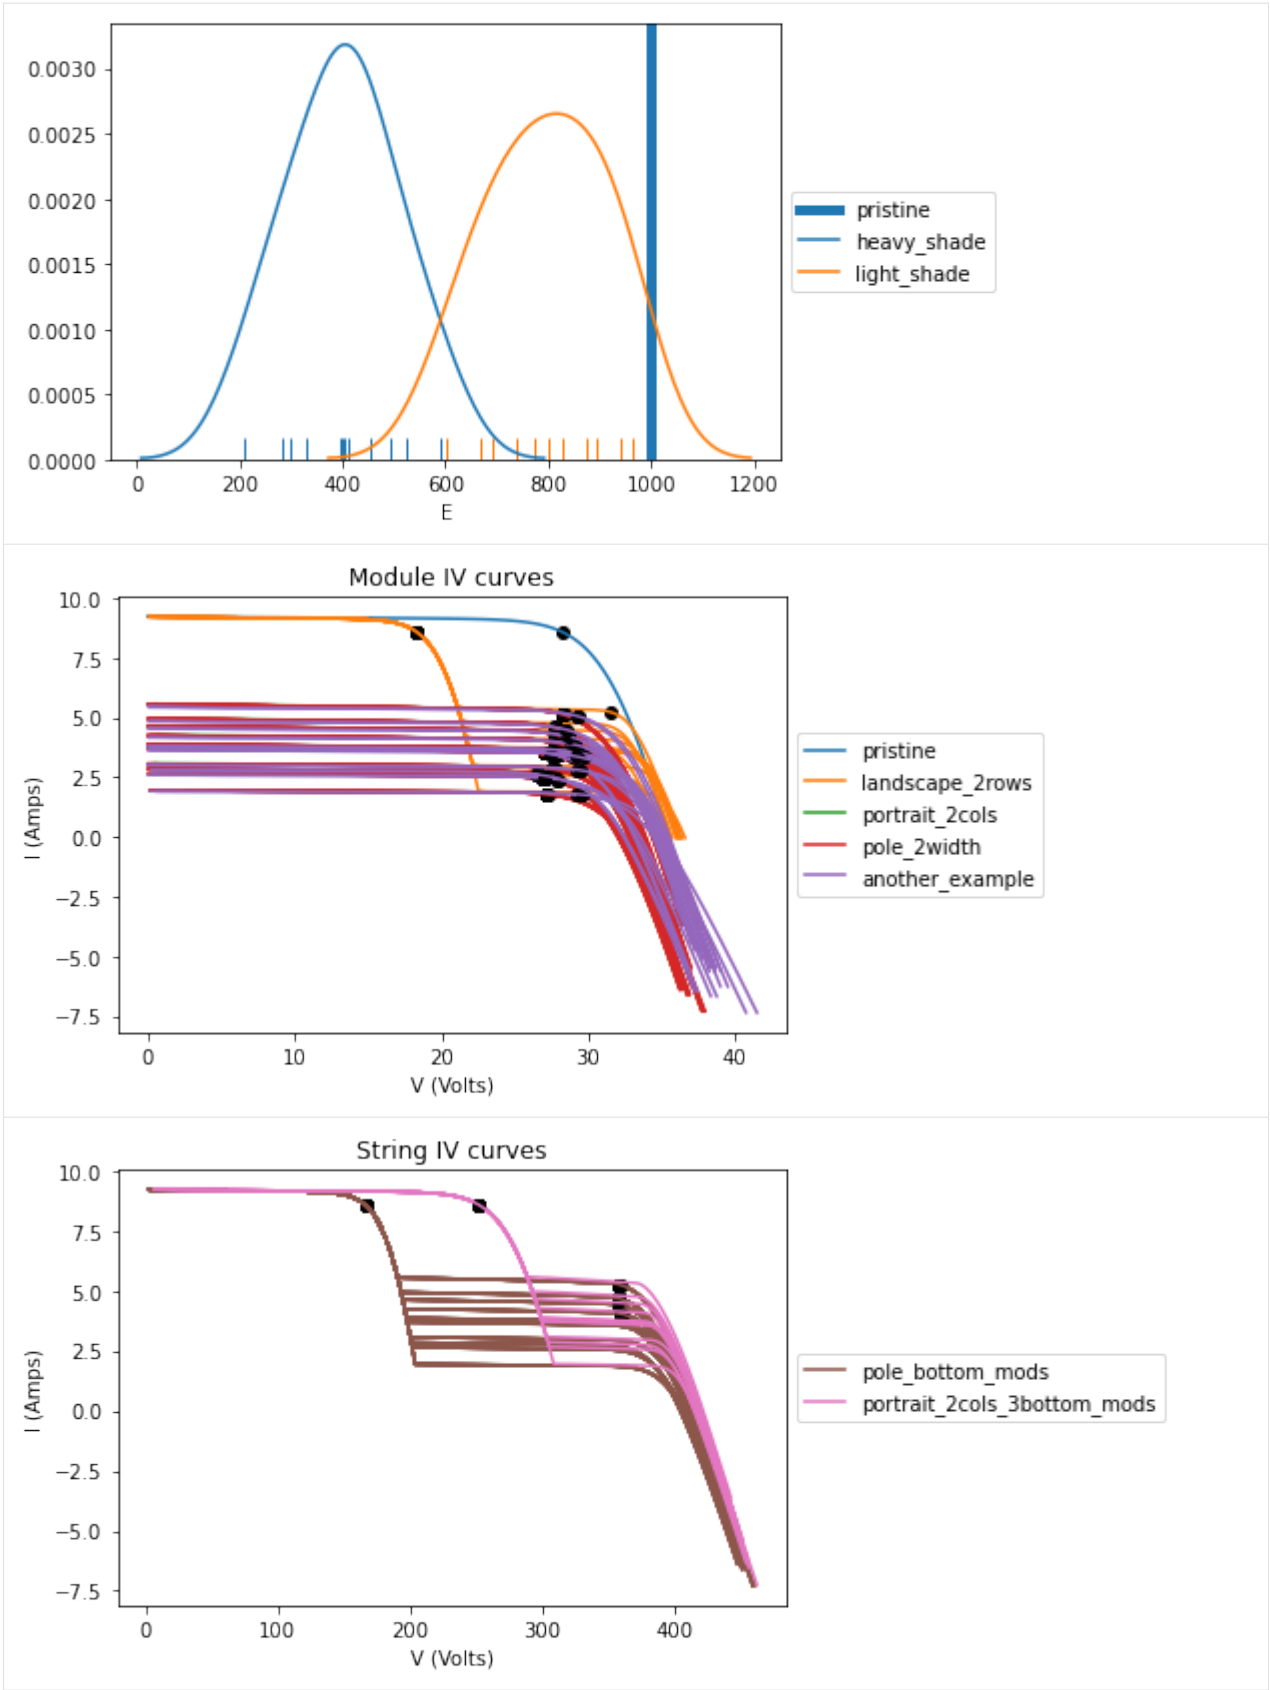 0.0030
0.0025
0.0020
0.0015
0.0010
0.0005
0.0000
0 200 400 600 800 1000 1200
E
pristine
heavy_shade
light_shade
Module IV curves
10.0
7.5
5.0
2.5
0.0
−2.5
−5.0
−7.5
I (Amps)
0 10 20 30 40
V (Volts)
pristine
landscape_2rows
portrait_2cols
pole_2width
another_example
String IV curves
10.0
7.5
5.0
2.5
0.0
−2.5
−5.0
−7.5
I (Amps)
0 100 200 300 400
V (Volts)
pole_bottom_mods
portrait_2cols_3bottom_mods